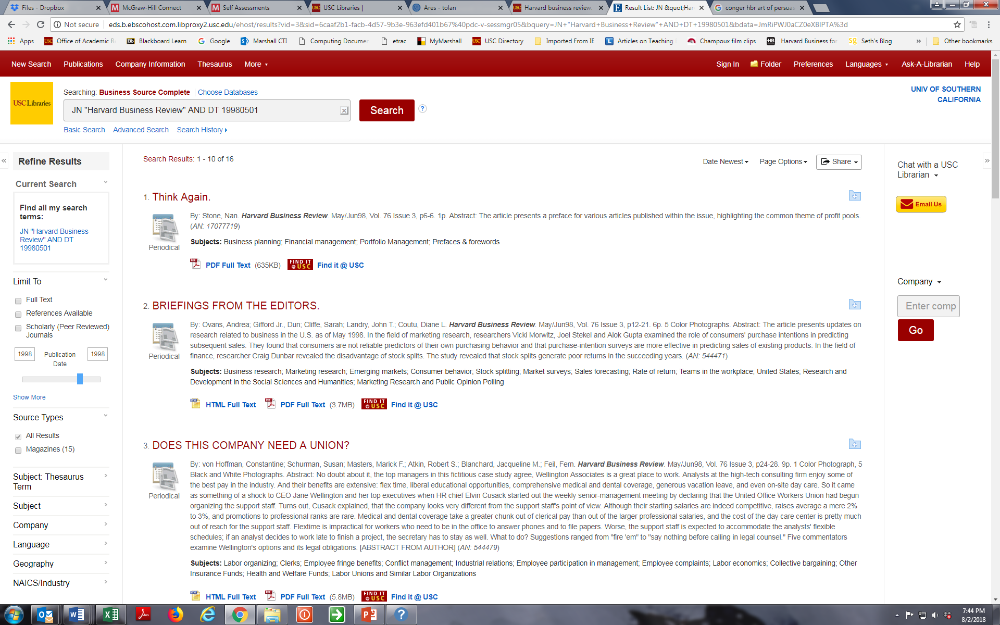 Files - Dropbox
McGraw-Hill Connect
Self Assessments
USC Libraries |
Ares - tolan
Harvard business review.
Result List: JN &quot;Har
conger hbr art of persuas
Not secure | eds.b.ebscohost.com.libproxy2.usc.edu/ehost/results?vid=3&sid=6caaf2b1-facb-4d57-9b3e-963efd401b67%40pdc-v-sessmgr05&bquery=JN+"Harvard+Business+Review"+AND+DT+19980501&bdata=JmRiPWJ0aCZ0eXBlPTA%3d
Apps
Office of Academic R
Blackboard Learn
Google
Marshall CTI
Computing Documen
etrac
MyMarshall
USC Directory
Imported From IE
Articles on Teaching
Champoux film clips
Harvard Business for
Seth's Blog
»
Other bookmarks
New Search Publications Company Information Thesaurus More
Sign In Folder Preferences Languages Ask-A-Librarian Help
USC Libraries
Searching: Business Source Complete | Choose Databases
JN "Harvard Business Review" AND DT 19980501
Search
?
Basic Search Advanced Search Search History
UNIV OF SOUTHERN
CALIFORNIA
«
Refine Results
Current Search
Find all my search
terms:
JN "Harvard Business
Review" AND DT
19980501
Limit To
Full Text
References Available
Scholarly (Peer Reviewed)
Journals
1998 Publication 1998
Date
Show More
Source Types
All Results
Magazines (15)
Subject: Thesaurus
Term
Subject
Company
Language
Geography
NAICS/Industry
Search Results: 1 - 10 of 16
Date Newest Page Options Share
1. Think Again.
Periodical
By: Stone, Nan. Harvard Business Review. May/Jun98, Vol. 76 Issue 3, p6-6. 1p. Abstract: The article presents a preface for various articles published within the issue, highlighting the common theme of profit pools.
(AN: 17077719)
Subjects: Business planning; Financial management; Portfolio Management; Prefaces & forewords
PDF Full Text (635KB) FIND IT @ USC Find it @ USC
2. BRIEFINGS FROM THE EDITORS.
Periodical
By: Ovans, Andrea; Gifford Jr., Dun; Cliffe, Sarah; Landry, John T.; Coutu, Diane L. Harvard Business Review. May/Jun98, Vol. 76 Issue 3, p12-21. 6p. 5 Color Photographs. Abstract: The article presents updates on
research related to business in the U.S. as of May 1998. In the field of marketing research, researchers Vicki Morwitz, Joel Stekel and Alok Gupta examined the role of consumers' purchase intentions in predicting
subsequent sales. They found that consumers are not reliable predictors of their own purchasing behavior and that purchase-intention surveys are more effective in predicting sales of existing products. In the field of
finance, researcher Craig Dunbar revealed the disadvantage of stock splits. The study revealed that stock splits generate poor returns in the succeeding years. (AN: 544471)
Subjects: Business research; Marketing research; Emerging markets; Consumer behavior; Stock splitting; Market surveys; Sales forecasting; Rate of return; Teams in the workplace; United States; Research and
Development in the Social Sciences and Humanities; Marketing Research and Public Opinion Polling
HTML Full Text PDF Full Text (3.7MB) FIND IT @ USC Find it @ USC
3. DOES THIS COMPANY NEED A UNION?
Periodical
By: von Hoffman, Constantine; Schurman, Susan; Masters, Marick F.; Atkin, Robert S.; Blanchard, Jacqueline M.; Feil, Fern. Harvard Business Review. May/Jun98, Vol. 76 Issue 3, p24-28. 9p. 1 Color Photograph, 5
Black and White Photographs. Abstract: No doubt about it, the top managers in this fictitious case study agree, Wellington Associates is a great place to work. Analysts at the high-tech consulting firm enjoy some of
the best pay in the industry. And their benefits are extensive: flex time, liberal educational opportunities, comprehensive medical and dental coverage, generous vacation leave, and even on-site day care. So it came
as something of a shock to CEO Jane Wellington and her top executives when HR chief Elvin Cusack started out the weekly senior-management meeting by declaring that the United Office Workers Union had begun
organizing the support staff. Turns out, Cusack explained, that the company looks very different from the support staff's point of view. Although their starting salaries are indeed competitive, raises average a mere 2%
to 3%, and promotions to professional ranks are rare. Medical and dental coverage take a greater chunk out of clerical pay than out of the larger professional salaries, and the cost of the day care center is pretty much
out of reach for the support staff. Flextime is impractical for workers who need to be in the office to answer phones and to file papers. Worse, the support staff is expected to accommodate the analysts' flexible
schedules; if an analyst decides to work late to finish a project, the secretary has to stay as well. What to do? Suggestions ranged from "fire 'em" to "say nothing before calling in legal counsel." Five commentators
examine Wellington's options and its legal obligations. [ABSTRACT FROM AUTHOR] (AN: 544479)
Subjects: Labor organizing; Clerks; Employee fringe benefits; Conflict management; Industrial relations; Employee participation in management; Employee complaints; Labor economics; Collective bargaining; Other
Insurance Funds; Health and Welfare Funds; Labor Unions and Similar Labor Organizations
HTML Full Text PDF Full Text (5.8MB) FIND IT @ USC Find it @ USC
»
Chat with a USC
Librarian
Email Us
Company
Enter comp
Go
7:44 PM
8/2/2018